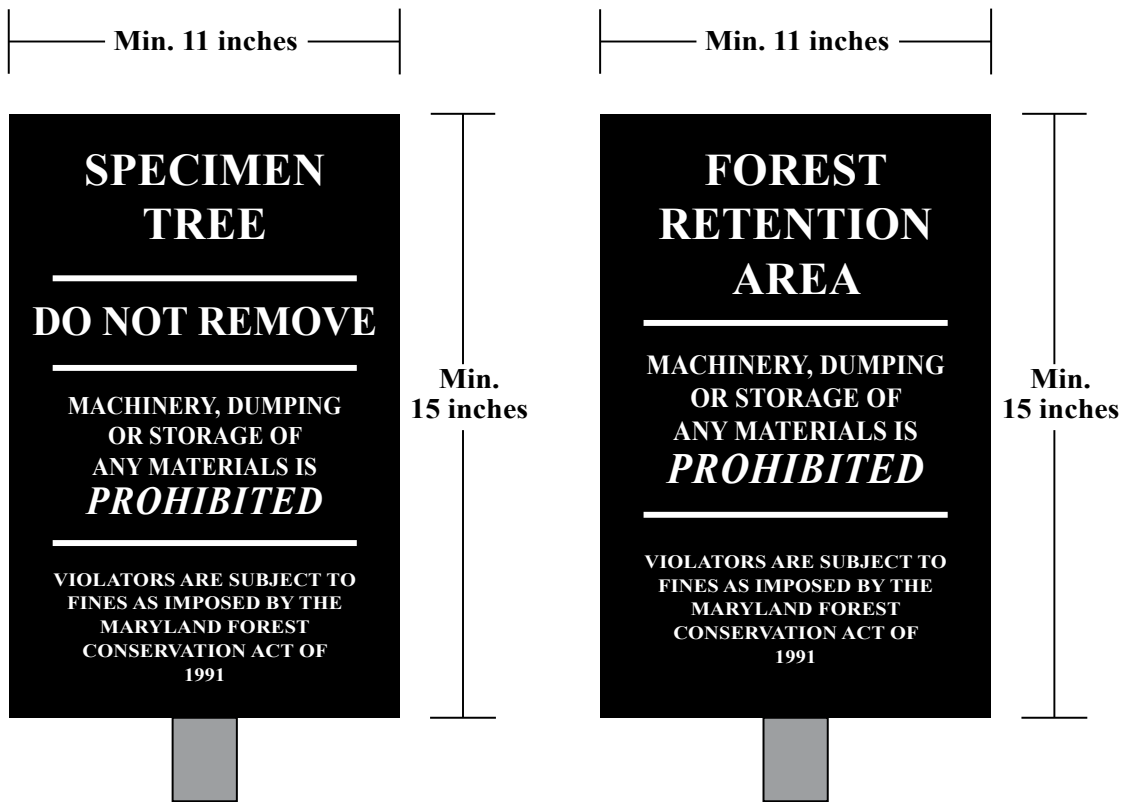 Min. 11 inches
SPECIMEN
TREE
DO NOT REMOVE
MACHINERY, DUMPING
OR STORAGE OF
ANY MATERIALS IS
PROHIBITED
VIOLATORS ARE SUBJECT TO
FINES AS IMPOSED BY THE
MARYLAND FOREST
CONSERVATION ACT OF
1991
Min.
15 inches
Min. 11 inches
FOREST
RETENTION
AREA
MACHINERY, DUMPING
OR STORAGE OF
ANY MATERIALS IS
PROHIBITED
VIOLATORS ARE SUBJECT TO
FINES AS IMPOSED BY THE
MARYLAND FOREST
CONSERVATION ACT OF
1991
Min.
15 inches